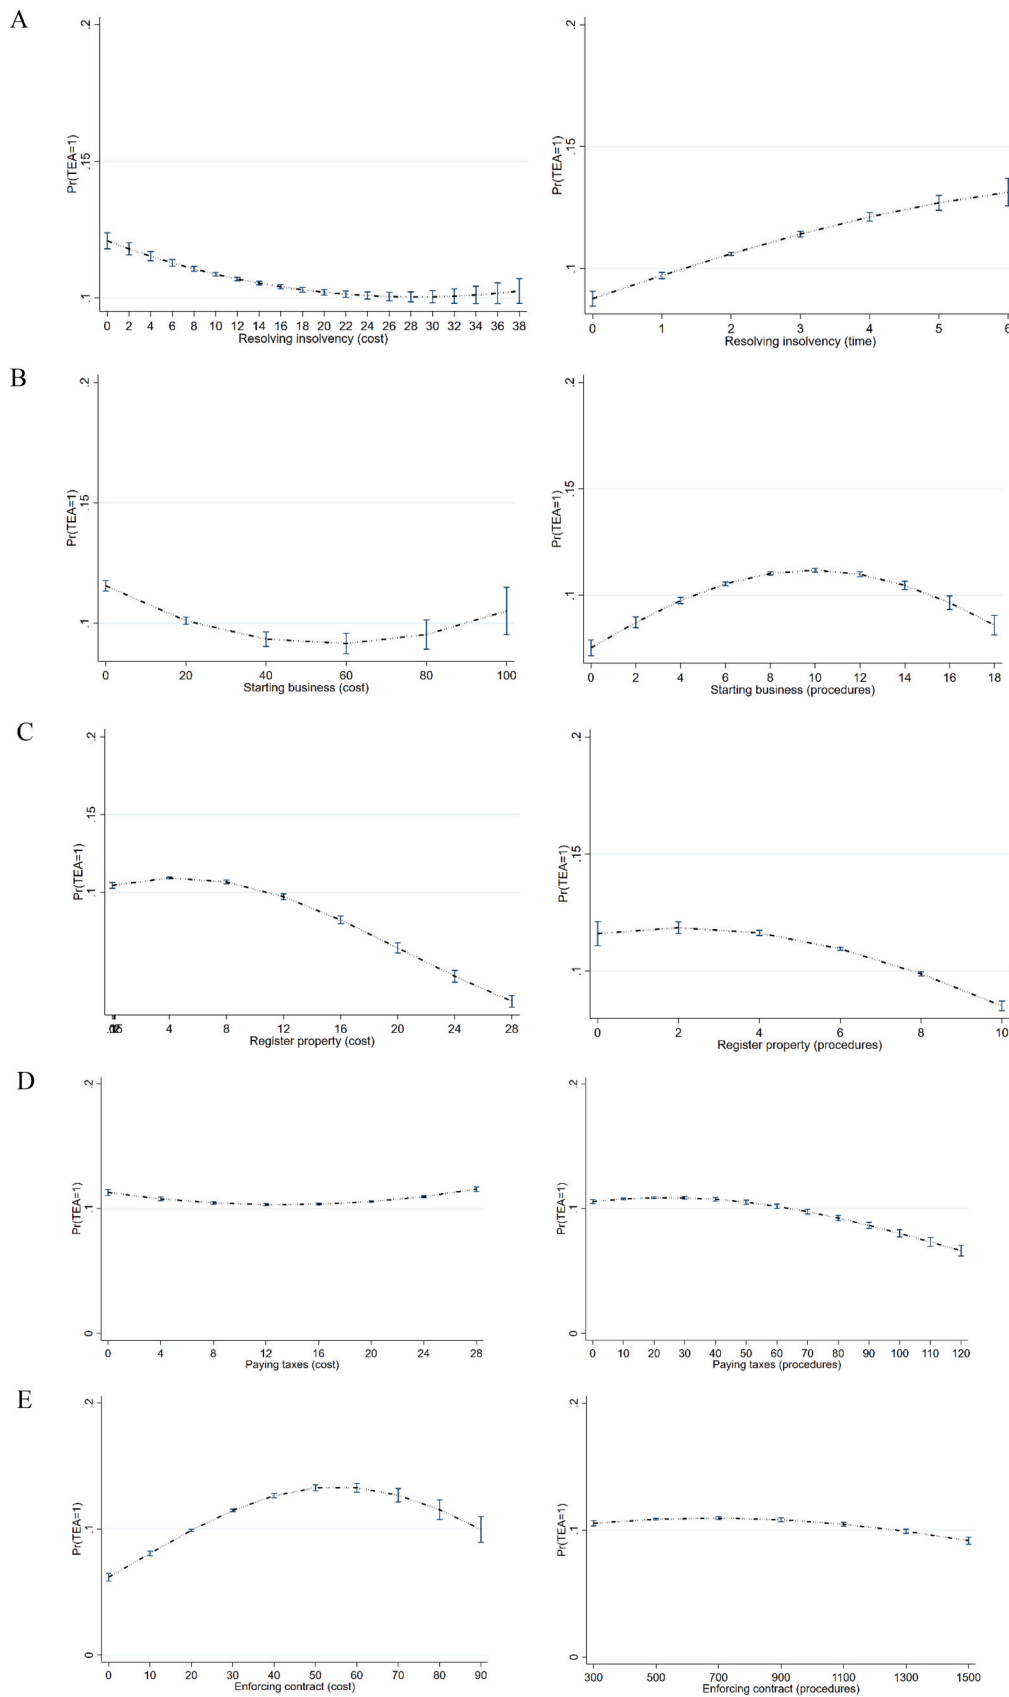 A
.2
.15
.1
Pr(TEA=1)
0 2 4 6 8 10 12 14 16 18 20 22 24 26 28 30 32 34 36 38
Resolving insolvency (cost)
.2
.15
.1
Pr(TEA=1)
0 1 2 3 4 5 6
Resolving insolvency (time)
B
.2
.15
.1
Pr(TEA=1)
0 20 40 60 80 100
Starting business (cost)
.2
.15
.1
Pr(TEA=1)
0 2 4 6 8 10 12 14 16 18
Starting business (procedures)
C
.2
.15
.1
Pr(TEA=1)
4 8 12 16 20 24 28
Register property (cost)
.2
.15
.1
Pr(TEA=1)
0 2 4 6 8 10
Register property (procedures)
D
.2
.1
0
Pr(TEA=1)
0 4 8 12 16 20 24 28
Paying taxes (cost)
.2
.1
0
Pr(TEA=1)
0 10 20 30 40 50 60 70 80 90 100 110 120
Paying taxes (procedures)
E
.2
.1
0
Pr(TEA=1)
0 10 20 30 40 50 60 70 80 90
Enforcing contract (cost)
.2
.1
0
Pr(TEA=1)
300 500 700 900 1100 1300 1500
Enforcing contract (procedures)